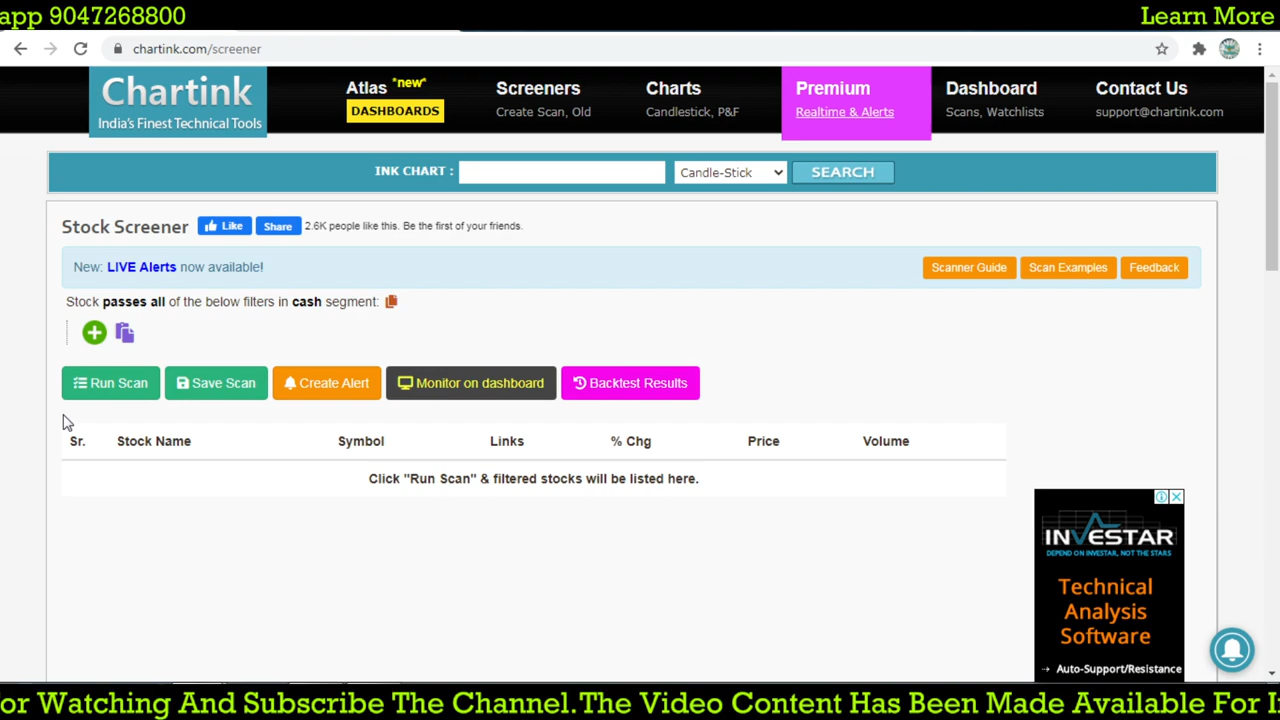 app 9047268800
Learn More
chartink.com/screener
Chartink
India's Finest Technical Tools
Atlas *new*
DASHBOARDS
Screeners
Create Scan, Old
Charts
Candlestick, P&F
Premium
Realtime & Alerts
Dashboard
Scans, Watchlists
Contact Us
support@chartink.com
INK CHART :
Candle-Stick
SEARCH
Stock Screener
Like
Share
2.6K people like this. Be the first of your friends.
New: LIVE Alerts now available!
Scanner Guide
Scan Examples
Feedback
Stock passes all of the below filters in cash segment:
Run Scan
Save Scan
Create Alert
Monitor on dashboard
Backtest Results
Sr.
Stock Name
Symbol
Links
% Chg
Price
Volume
Click "Run Scan" & filtered stocks will be listed here.
INVESTAR
DEPEND ON INVESTAR, NOT THE STARS
Technical
Analysis
Software
→ Auto-Support/Resistance
or Watching And Subscribe The Channel.The Video Content Has Been Made Available For I